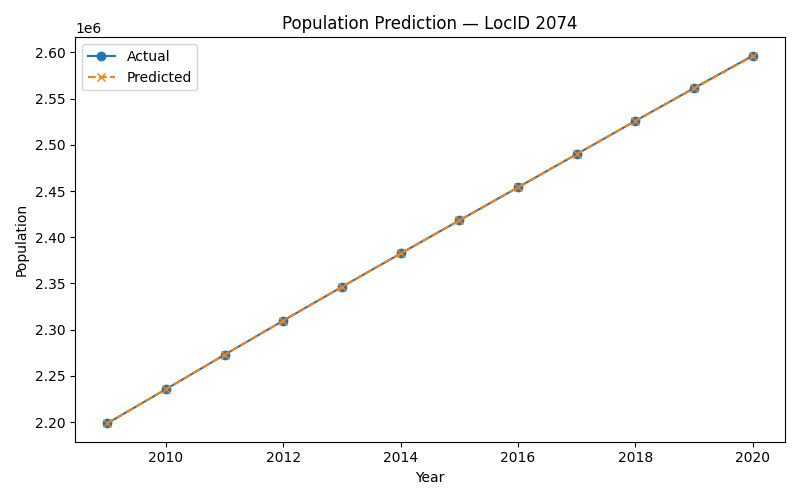 Population Prediction — LocID 2074
1e6
Actual
Predicted
2.60
2.55
2.50
2.45
2.40
2.35
2.30
2.25
2.20
Population
2010 2012 2014 2016 2018 2020
Year